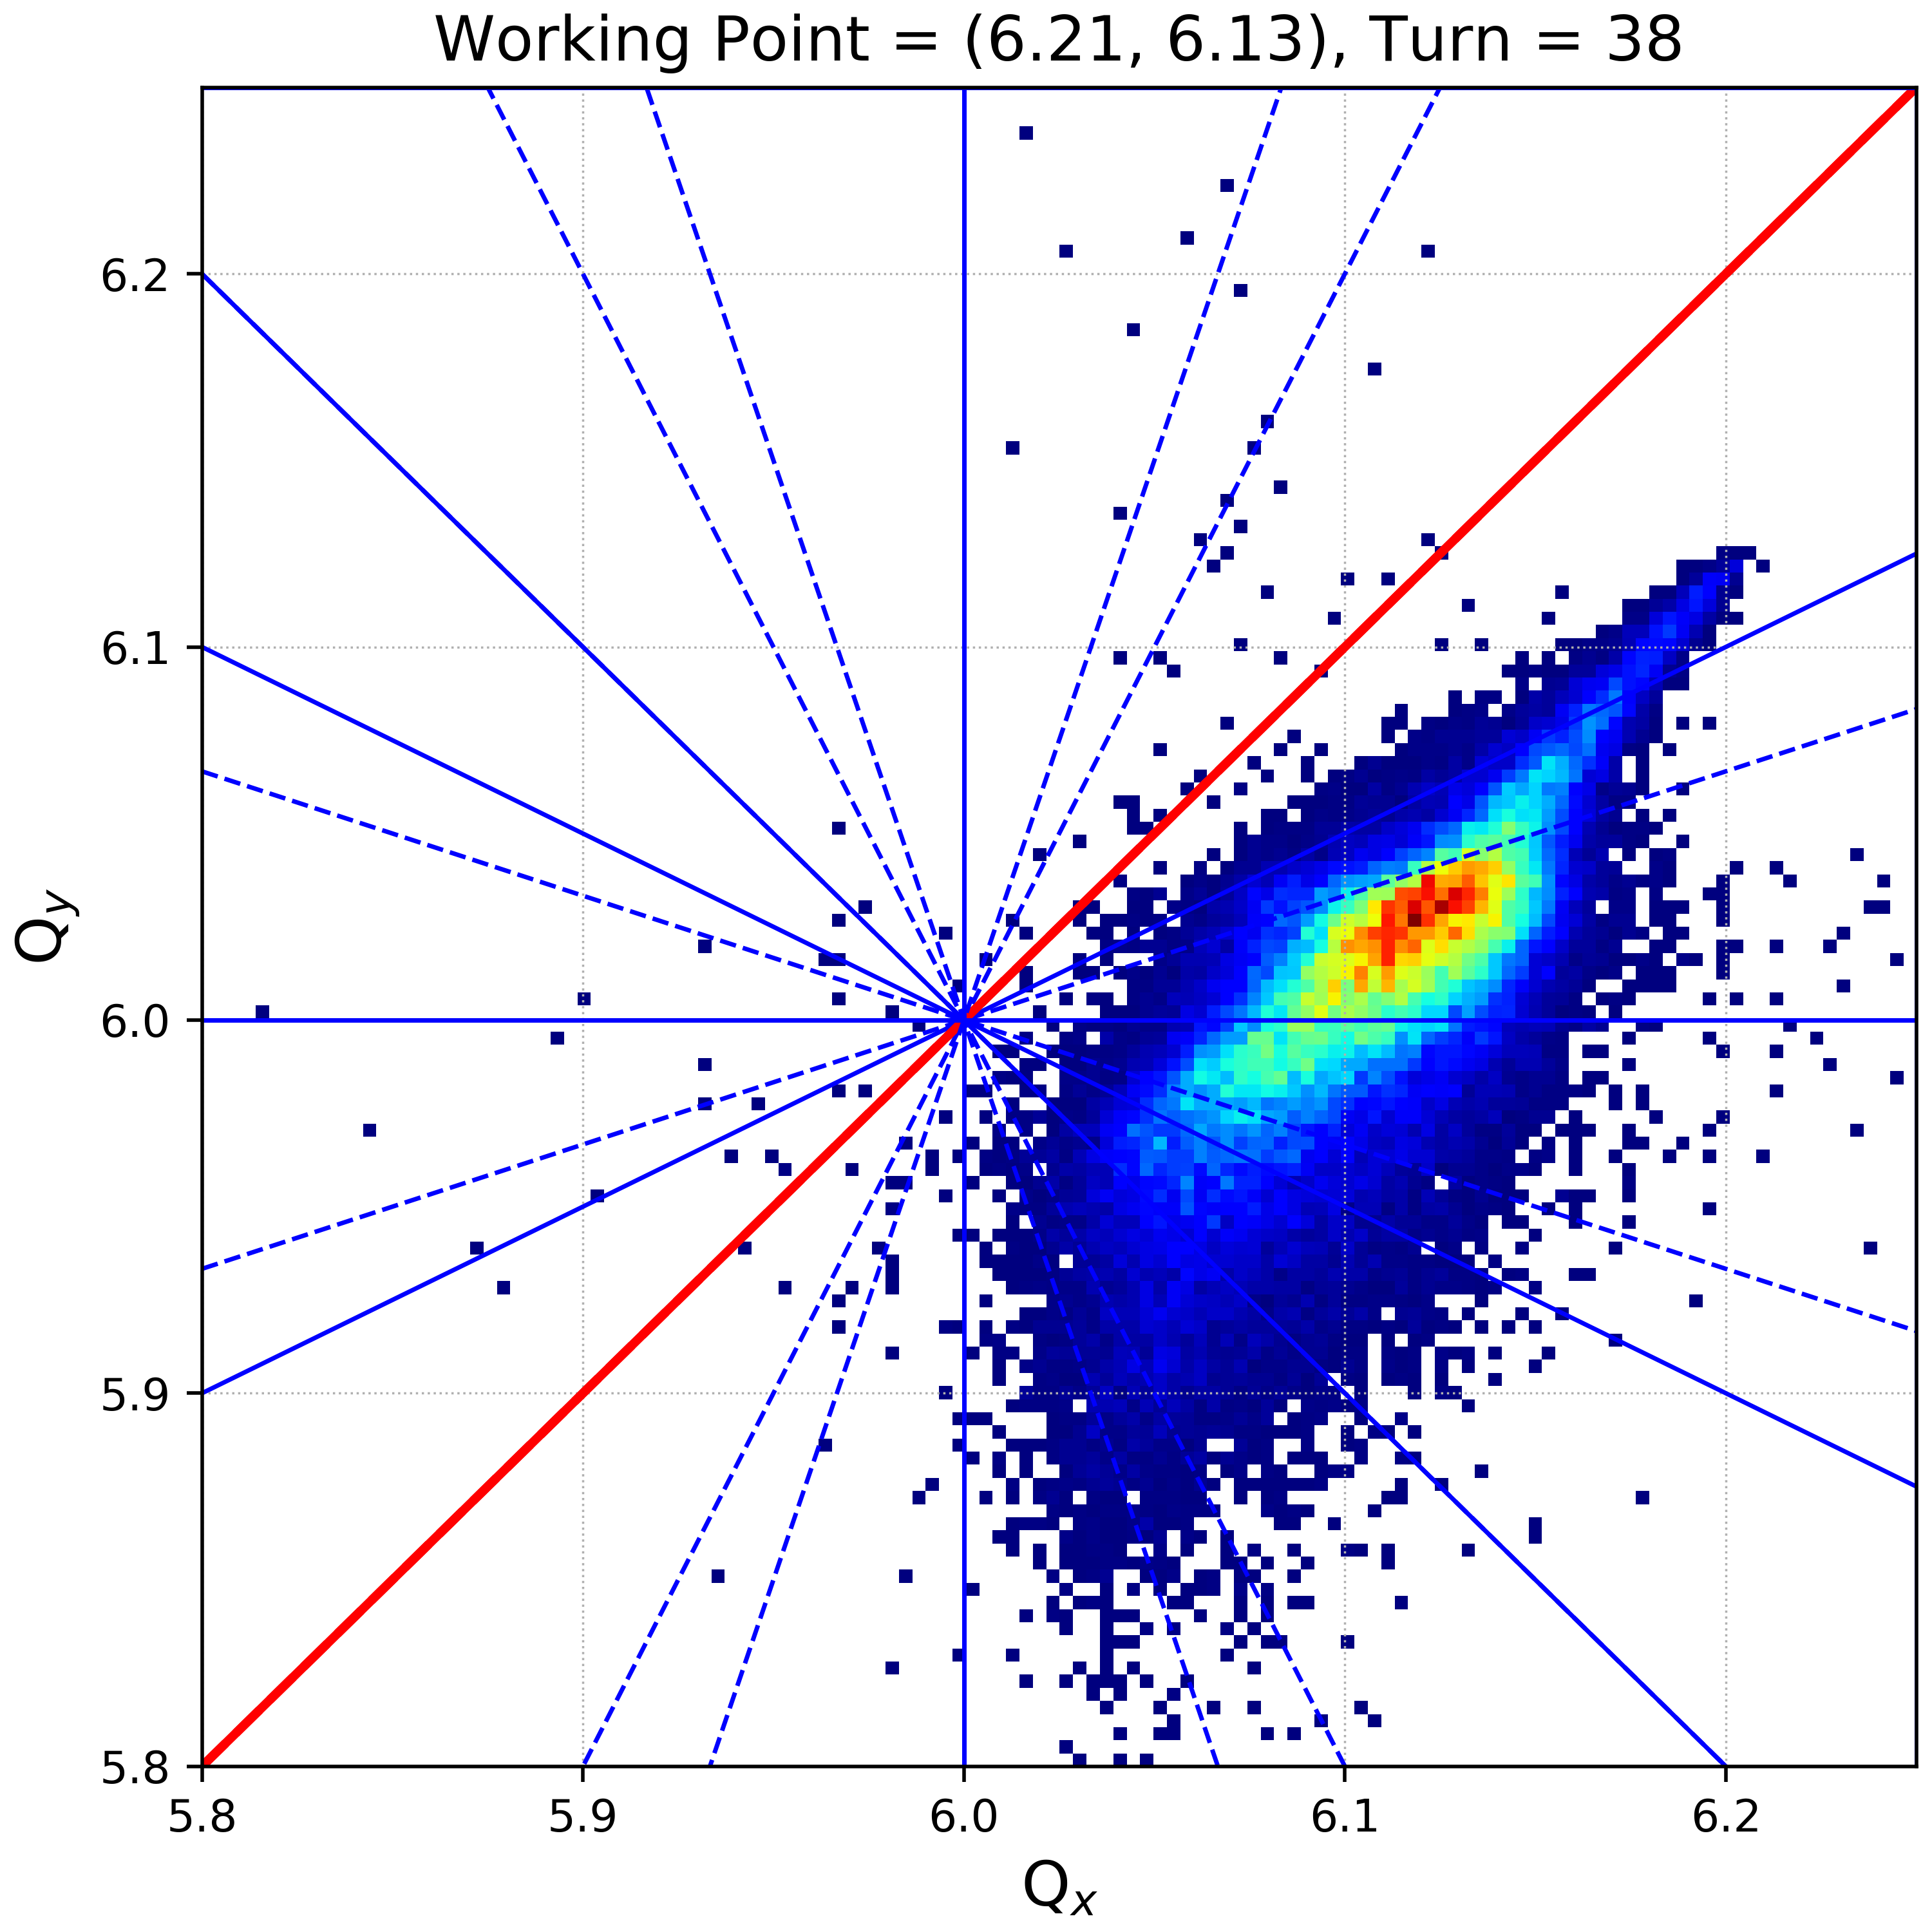 Working Point = (6.21, 6.13), Turn = 38
6.2
6.1
6.0
5.9
5.8
Qy
5.8 5.9 6.0 6.1 6.2
Qx